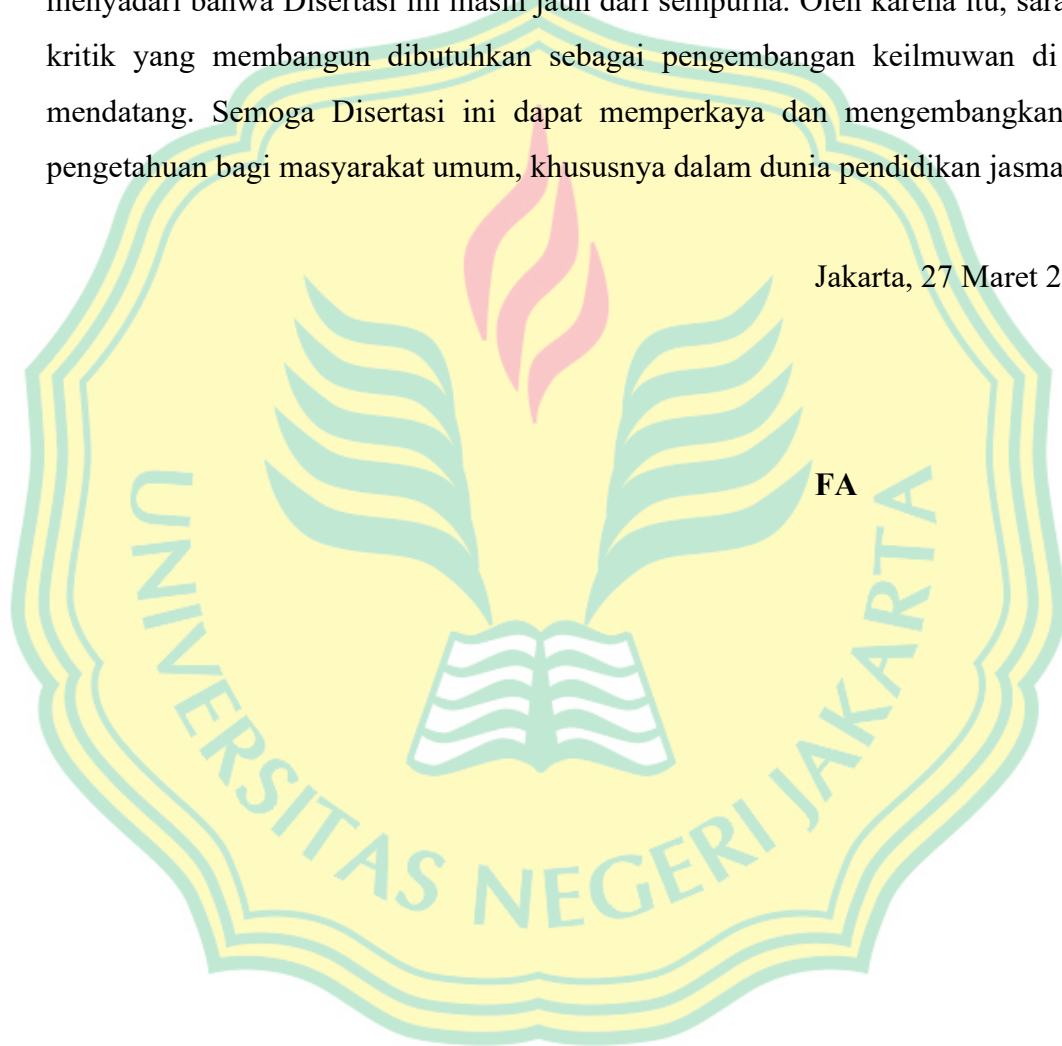 menyadari bahwa Disertasi ini masih jauh dari sempurna. Oleh karena itu, sara
kritik yang membangun dibutuhkan sebagai pengembangan keilmuwan di
mendatang. Semoga Disertasi ini dapat memperkaya dan mengembangkan
pengetahuan bagi masyarakat umum, khususnya dalam dunia pendidikan jasma
Jakarta, 27 Maret 2
FA
UNIVERSITAS NEGERI JAKARTA